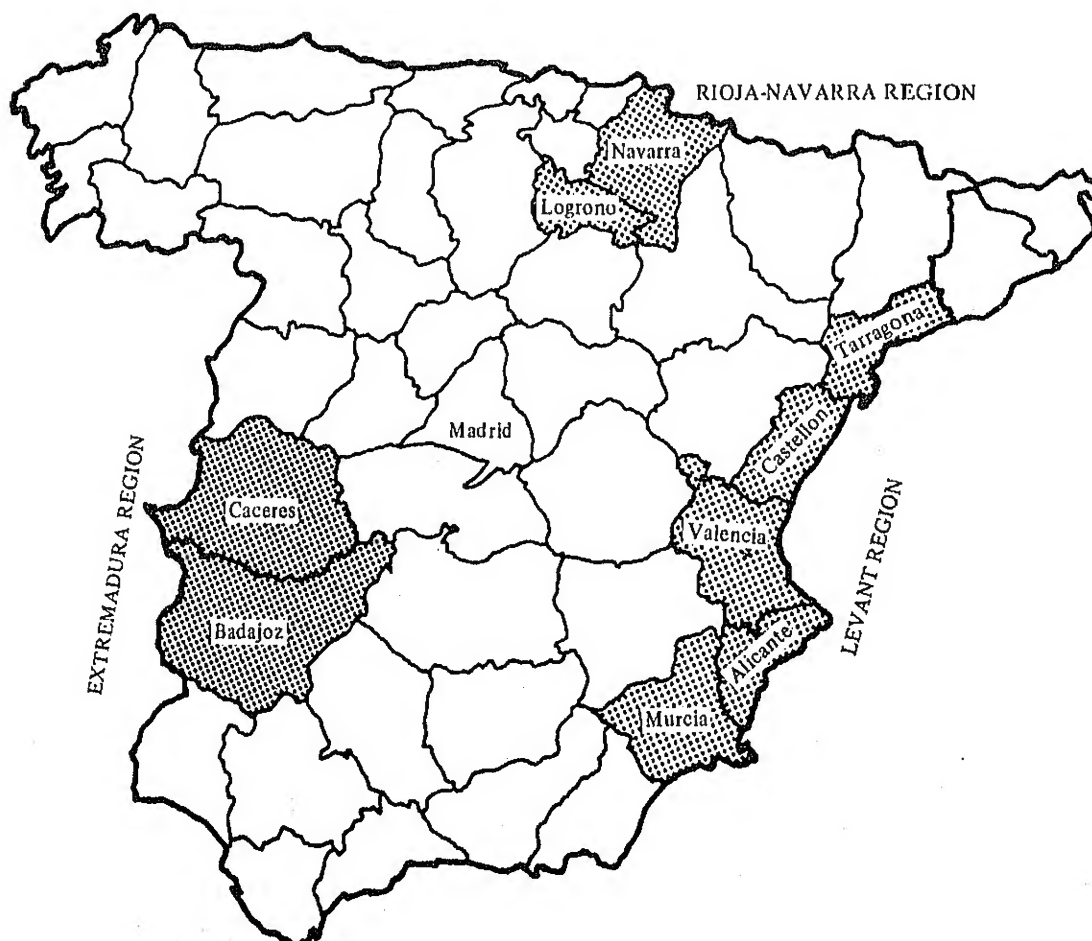 RIOJA-NAVARRA REGION
Navarra
Logrono
Tarragona
Madrid
Castellon
EXTREMADURA REGION
Caceres
Valencia
LEVANT REGION
Badajoz
Alicante
Murcia